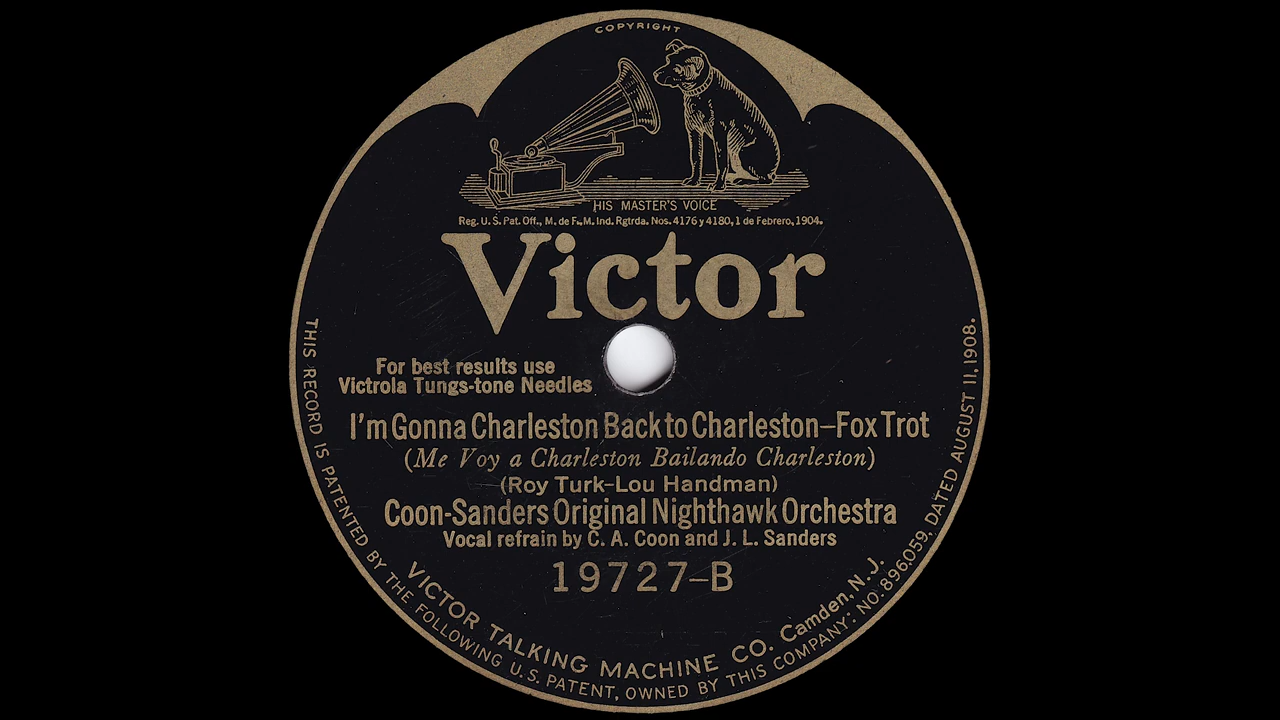 COPYRIGHT
HIS MASTER'S VOICE
Reg. U.S. Pat. Off., M. de F., M. Ind. Rgtrda. Nos. 4176 y 4180, 1 de Febrero, 1904.
Victor
For best results use
Victrola Tungs-tone Needles
I'm Gonna Charleston Back to Charleston—Fox Trot
(Me Voy a Charleston Bailando Charleston)
(Roy Turk-Lou Handman)
Coon-Sanders Original Nighthawk Orchestra
Vocal refrain by C. A. Coon and J. L. Sanders
19727-B
VICTOR TALKING MACHINE CO. Camden, N. J.
THIS RECORD IS PATENTED BY THE FOLLOWING U.S. PATENT, OWNED BY THIS COMPANY: NO. 896,059, DATED AUGUST 11, 1908.